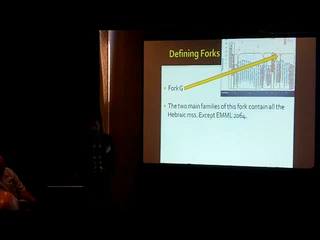 Defining Forks
Fork G
The two main families of this fork contain all the
Hebraic mss. Except EMML 2064.